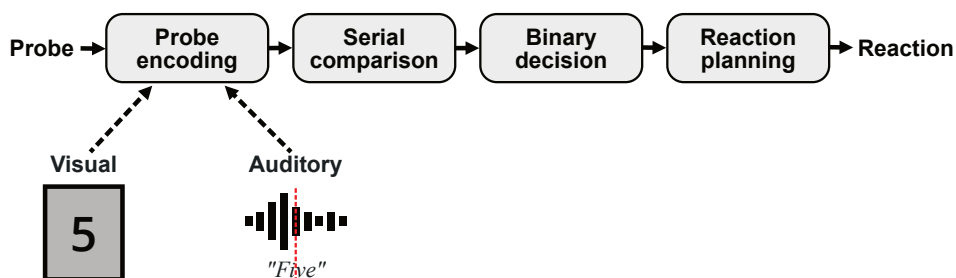 Probe
Probe
encoding
Serial
comparison
Binary
decision
Reaction
planning
Reaction
Visual
Auditory
5
"Five"